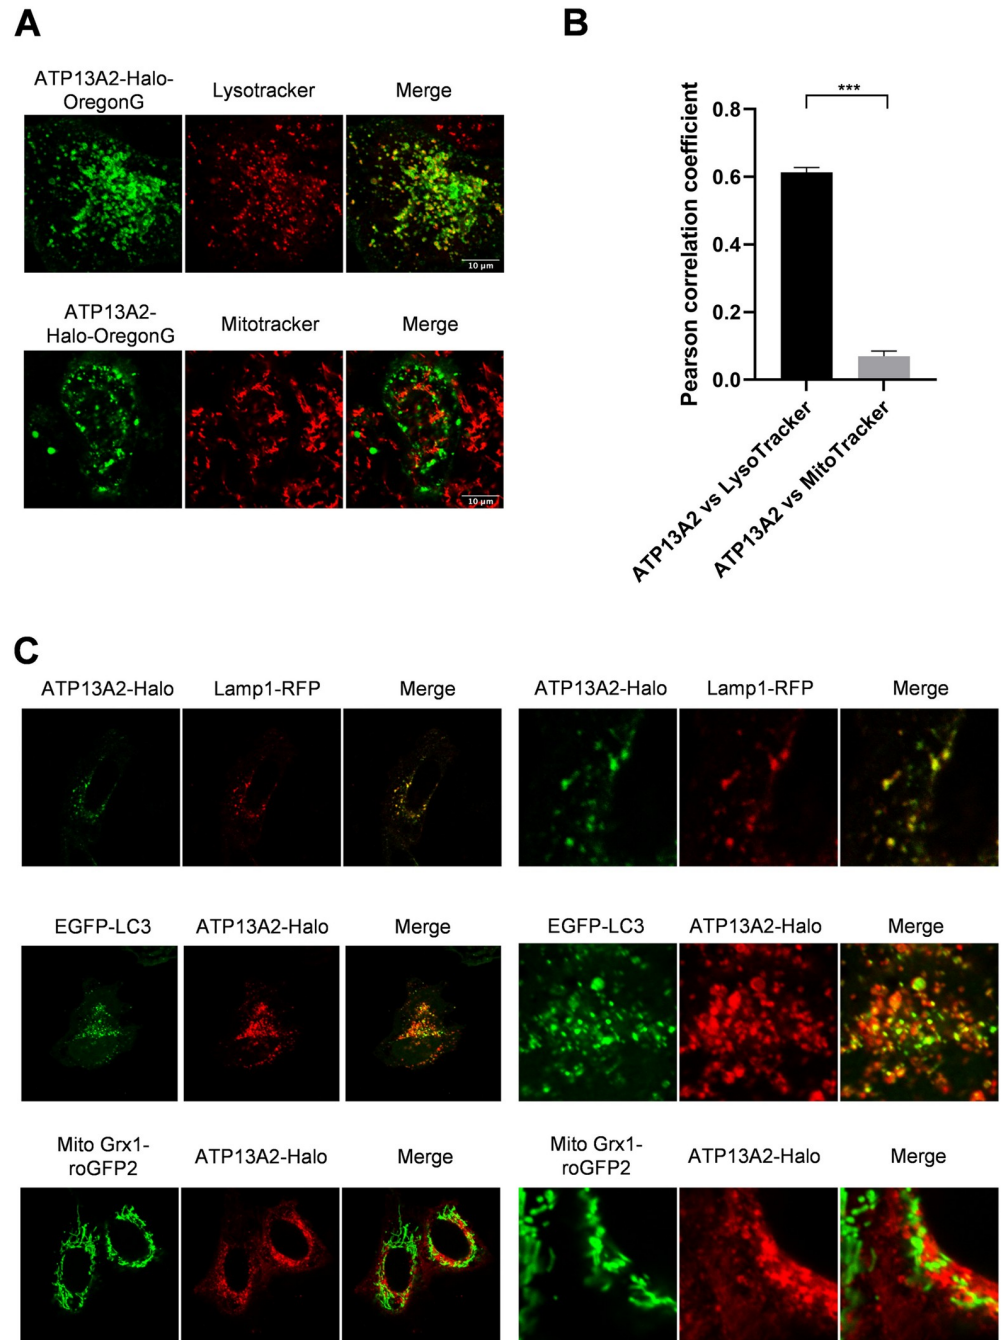 A
ATP13A2-Halo-
OregonG
Lysotracker
Merge
10 µm
ATP13A2-
Halo-OregonG
Mitotracker
Merge
10 µm
B
***
Pearson correlation coefficient
0.8
0.6
0.4
0.2
0.0
ATP13A2 vs LysoTracker
ATP13A2 vs MitoTracker
C
ATP13A2-Halo
Lamp1-RFP
Merge
ATP13A2-Halo
Lamp1-RFP
Merge
EGFP-LC3
ATP13A2-Halo
Merge
EGFP-LC3
ATP13A2-Halo
Merge
Mito Grx1-
roGFP2
ATP13A2-Halo
Merge
Mito Grx1-
roGFP2
ATP13A2-Halo
Merge